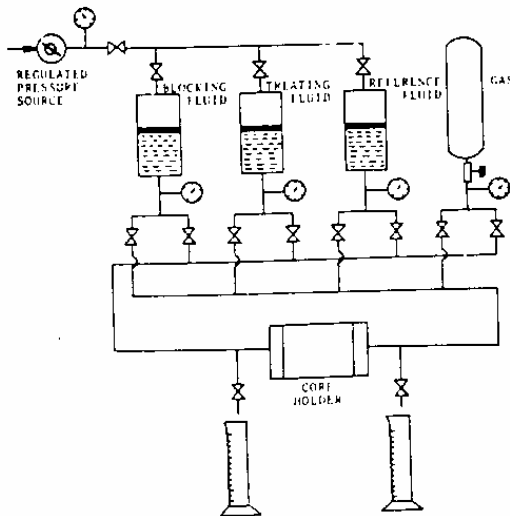 REGULATED
PRESSURE
SOURCE
BLOCKING
FLUID
TREATING
FLUID
REFERENCE
FLUID
GAS
CORE
HOLDER